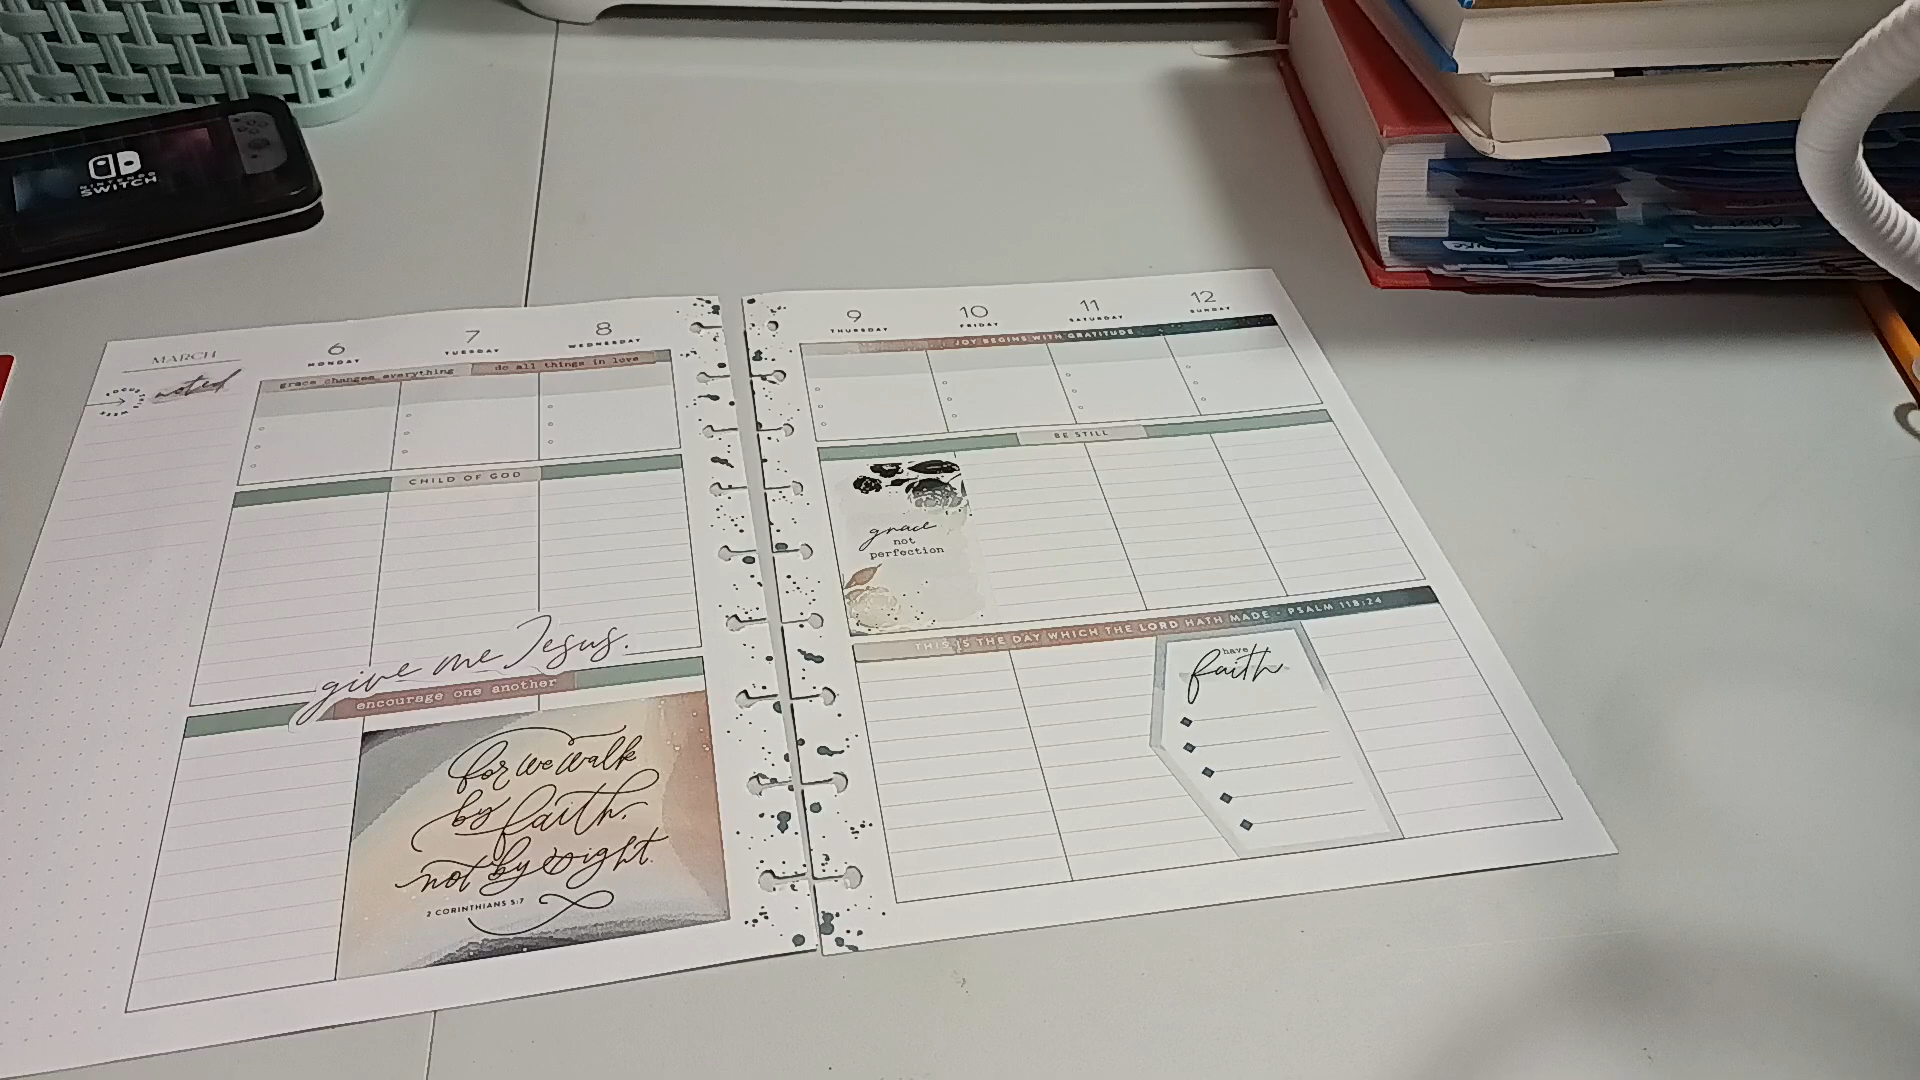 NINTENDO
SWITCH
MARCH
noted
6
MONDAY
7
TUESDAY
8
WEDNESDAY
grace changes everything
do all things in love
CHILD OF GOD
give me Jesus.
encourage one another
for we walk
by faith,
not by sight.
2 CORINTHIANS 5:7
9
THURSDAY
10
FRIDAY
11
SATURDAY
12
SUNDAY
JOY BEGINS WITH GRATITUDE
BE STILL
grace
not
perfection
THIS IS THE DAY WHICH THE LORD HATH MADE - PSALM 118:24
have
faith